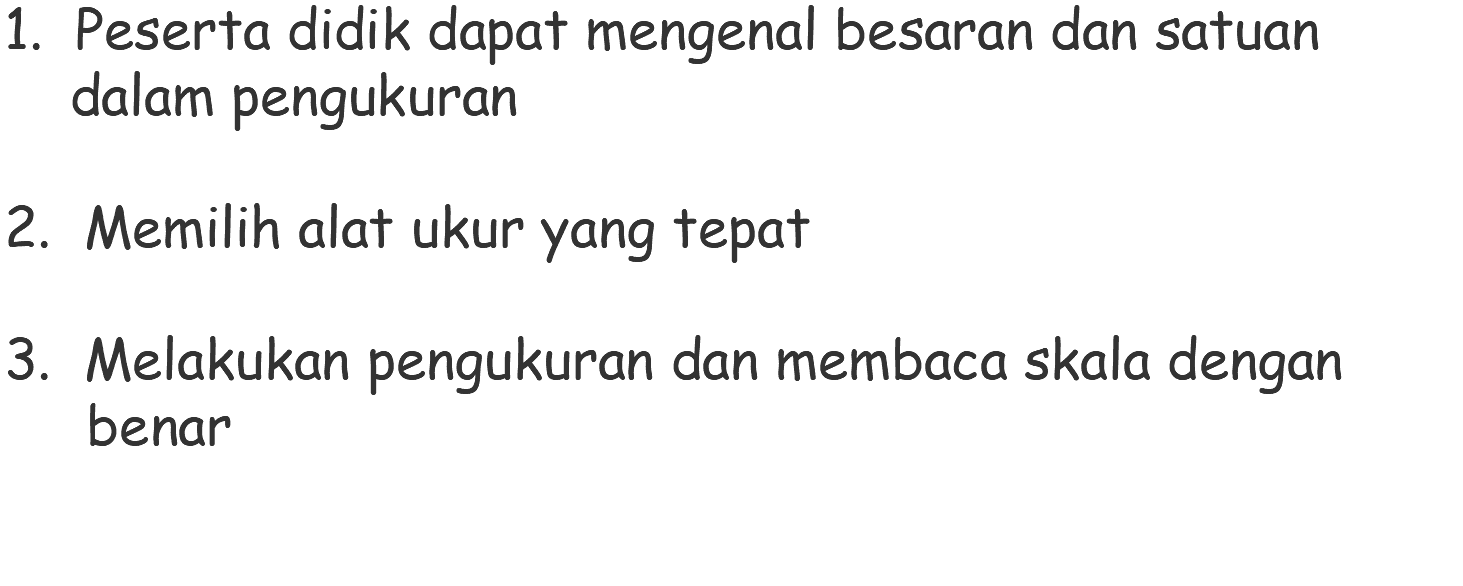 1. Peserta didik dapat mengenal besaran dan satuan
dalam pengukuran
2. Memilih alat ukur yang tepat
3. Melakukan pengukuran dan membaca skala dengan
benar